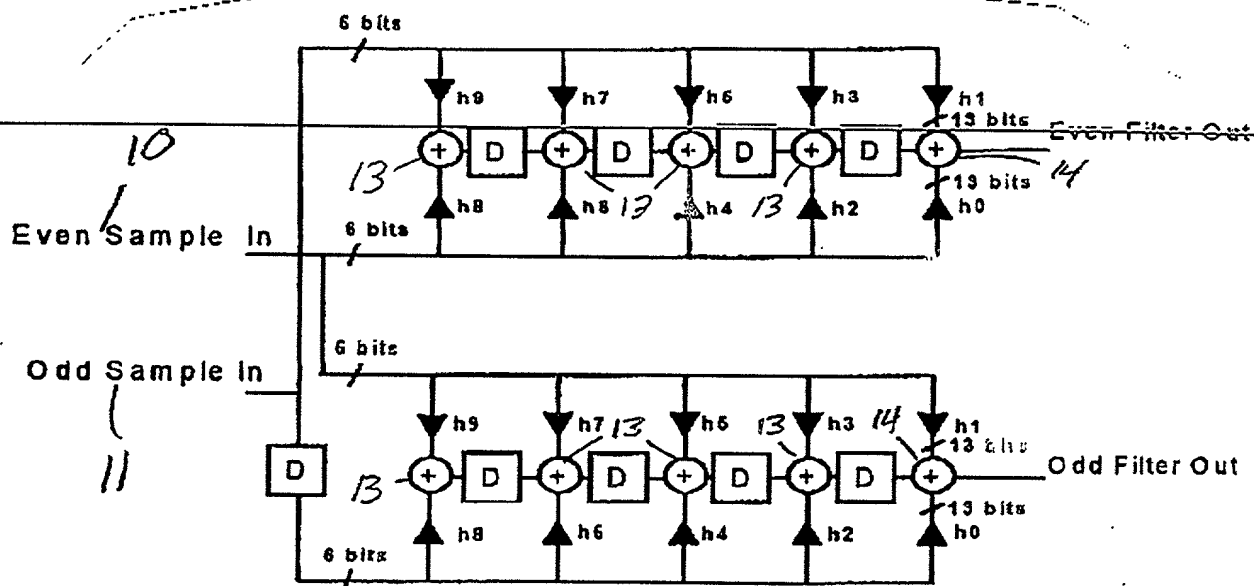 6 bits
h9 h7 h5 h3 h1
13 bits
Even Filter Out
10
13 + D + D + D + D + 14
13 13
13 bits
h8 h8 h4 h2 h0
Even Sample In
6 bits
6 bits
Odd Sample In
11
h9 h7 13 h5 13 h3 14 h1
13 bits
D
13 + D + D + D + D +
Odd Filter Out
13 bits
h8 h6 h4 h2 h0
6 bits